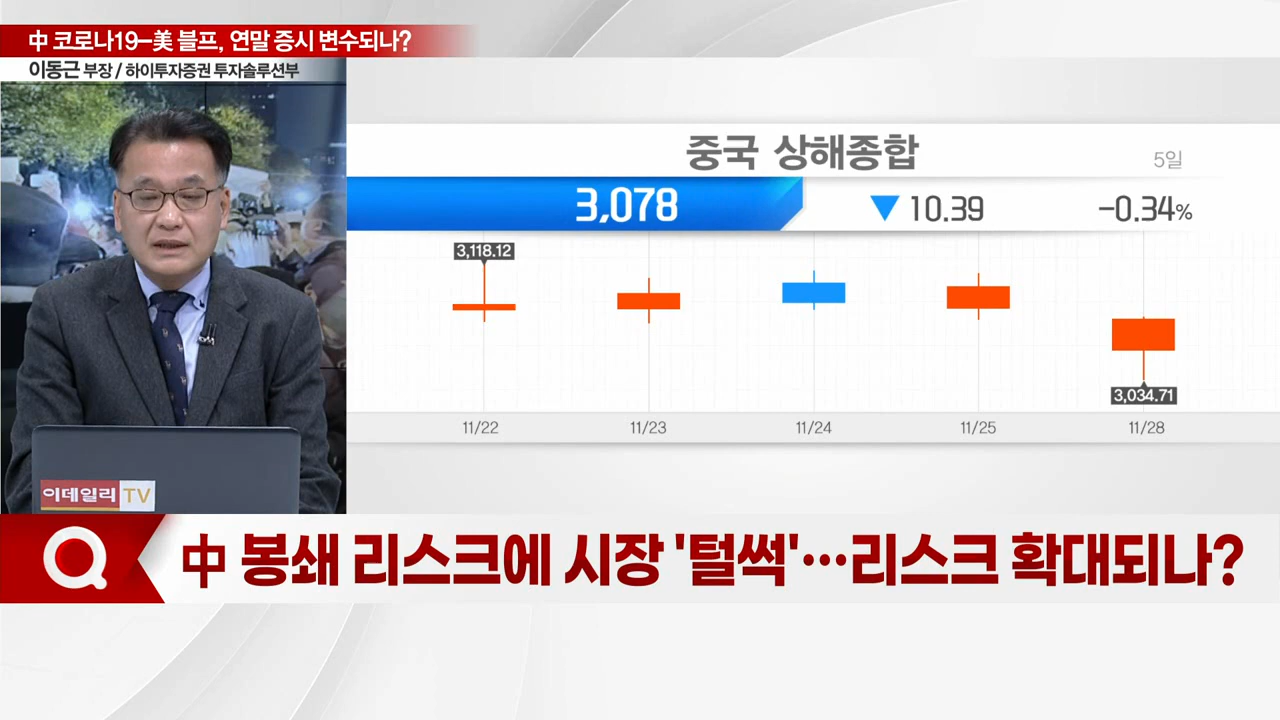 中 코로나19-美 블프, 연말 증시 변수되나?
이동근 부장 / 하이투자증권 투자솔루션부
중국 상해종합
5일
3,078 ▼ 10.39 -0.34%
3,118.12
3,034.71
11/22 11/23 11/24 11/25 11/28
이데일리 TV
Q 中 봉쇄 리스크에 시장 '털썩'…리스크 확대되나?